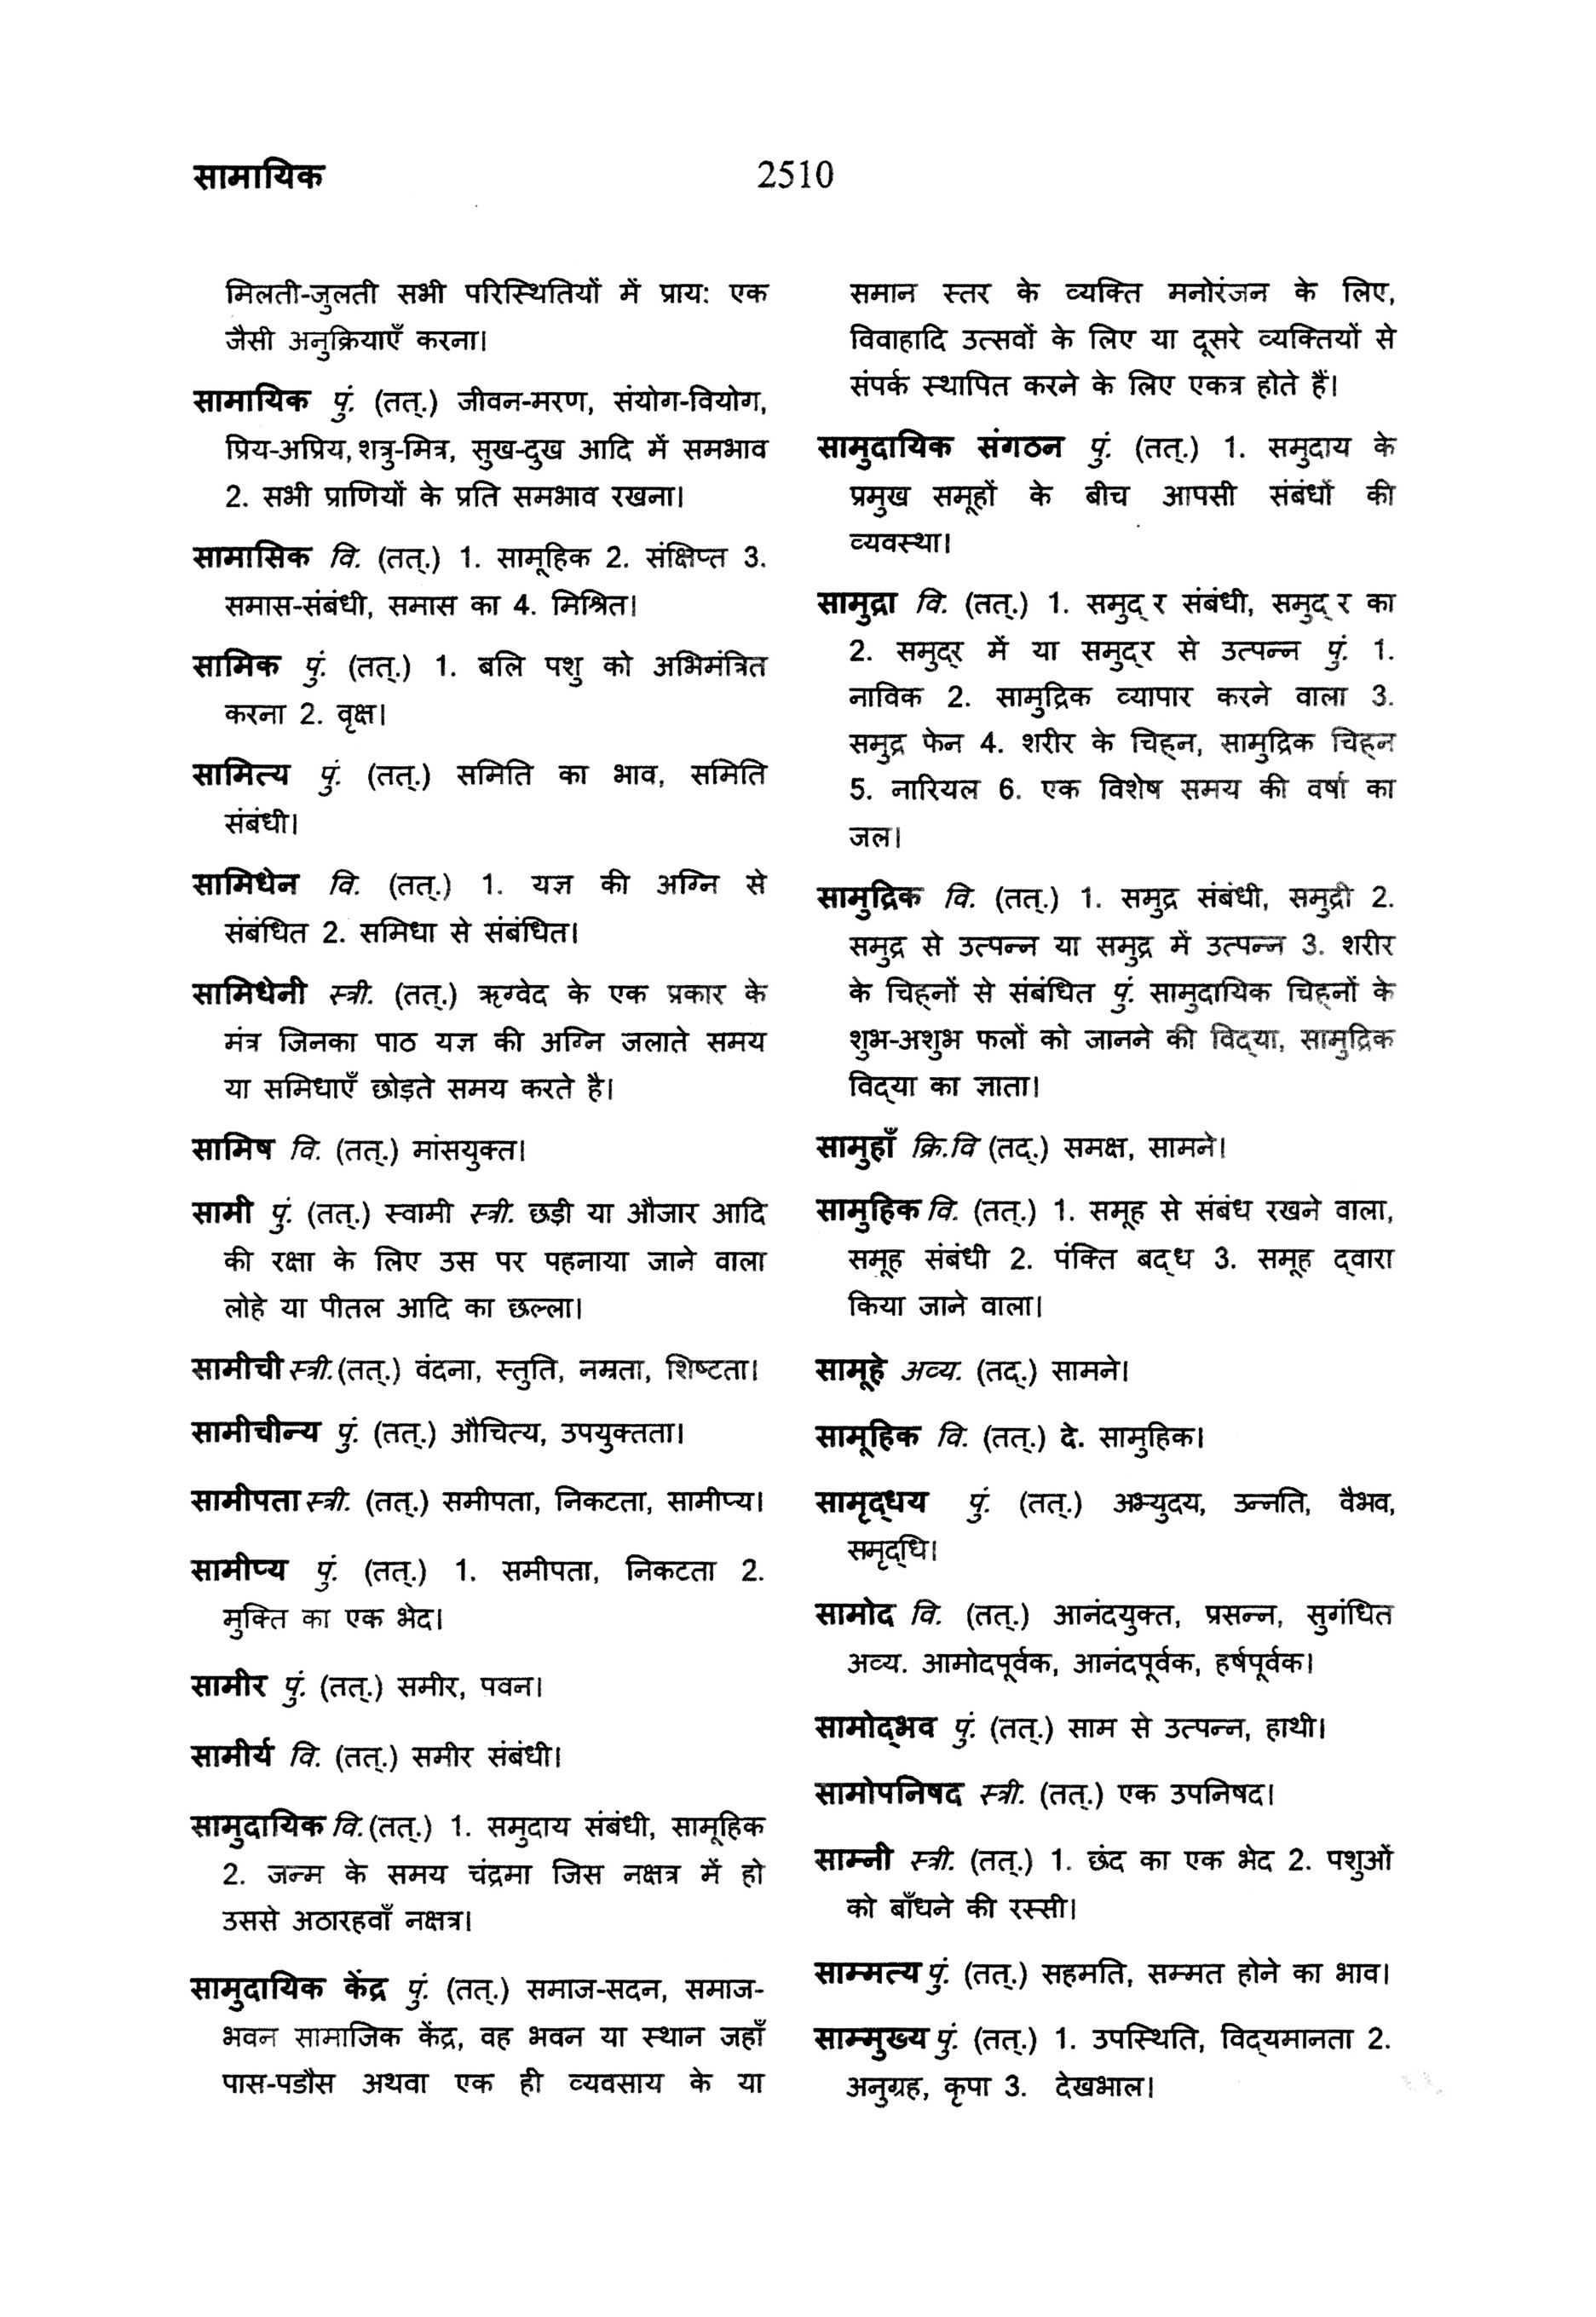 सामायिक
2510
मिलती-जुलती सभी परिस्थितियों में प्राय: एक
जैसी अनुक्रियाएँ करना।
सामायिक पुं. (तत्.) जीवन-मरण, संयोग-वियोग,
प्रिय-अप्रिय, शत्रु-मित्र, सुख-दुख आदि में समभाव
2. सभी प्राणियों के प्रति समभाव रखना।
सामासिक वि. (तत्.) 1. सामूहिक 2. संक्षिप्त 3.
समास-संबंधी, समास का 4. मिश्रित।
सामिक पुं. (तत्.) 1. बलि पशु को अभिमंत्रित
करना 2. वृक्ष।
सामित्य पुं. (तत्.) समिति का भाव, समिति
संबंधी।
सामिधेन वि. (तत्.) 1. यज्ञ की अग्नि से
संबंधित 2. समिधा से संबंधित।
सामिधेनी स्त्री. (तत्.) ऋग्वेद के एक प्रकार के
मंत्र जिनका पाठ यज्ञ की अग्नि जलाते समय
या समिधाएँ छोड़ते समय करते है।
सामिष वि. (तत्.) मांसयुक्त।
सामी पुं. (तत्.) स्वामी स्त्री. छड़ी या औजार आदि
की रक्षा के लिए उस पर पहनाया जाने वाला
लोहे या पीतल आदि का छल्ला।
सामीची स्त्री. (तत्.) वंदना, स्तुति, नम्रता, शिष्टता।
सामीचीन्य पुं. (तत्.) औचित्य, उपयुक्तता।
सामीपता स्त्री. (तत्.) समीपता, निकटता, सामीप्य।
सामीप्य पुं. (तत्.) 1. समीपता, निकटता 2.
मुक्ति का एक भेद।
सामीर पुं. (तत्.) समीर, पवन।
सामीर्य वि. (तत्.) समीर संबंधी।
सामुदायिक वि. (तत्.) 1. समुदाय संबंधी, सामूहिक
2. जन्म के समय चंद्रमा जिस नक्षत्र में हो
उससे अठारहवाँ नक्षत्र।
सामुदायिक केंद्र पुं. (तत्.) समाज-सदन, समाज-
भवन सामाजिक केंद्र, वह भवन या स्थान जहाँ
पास-पडौस अथवा एक ही व्यवसाय के या
समान स्तर के व्यक्ति मनोरंजन के लिए,
विवाहादि उत्सवों के लिए या दूसरे व्यक्तियों से
संपर्क स्थापित करने के लिए एकत्र होते हैं।
सामुदायिक संगठन पुं. (तत्.) 1. समुदाय के
प्रमुख समूहों के बीच आपसी संबंधों की
व्यवस्था।
सामुद्रा वि. (तत्.) 1. समुद् र संबंधी, समुद् र का
2. समुदर् में या समुद्‌र से उत्पन्न पुं. 1.
नाविक 2. सामुद्रिक व्यापार करने वाला 3.
समुद्र फेन 4. शरीर के चिह्‌न, सामुद्रिक चिह्‌न
5. नारियल 6. एक विशेष समय की वर्षा का
जल।
सामुद्रिक वि. (तत्.) 1. समुद्र संबंधी, समुद्री 2.
समुद्र से उत्पन्न या समुद्र में उत्पन्न 3. शरीर
के चिह्‌नों से संबंधित पुं. सामुदायिक चिह्‌नों के
शुभ-अशुभ फलों को जानने की विद्‌या, सामुद्रिक
विद्‌या का ज्ञाता।
सामुहाँ क्रि.वि (तद्.) समक्ष, सामने।
सामुहिक वि. (तत्.) 1. समूह से संबंध रखने वाला,
समूह संबंधी 2. पंक्ति बद्‌ध 3. समूह द्‌वारा
किया जाने वाला।
सामूहे अव्य. (तद्.) सामने।
सामूहिक वि. (तत्.) दे. सामुहिक।
सामृद्‌धय पुं. (तत्.) अभ्युदय, उन्नति, वैभव,
समृद्‌धि।
सामोद वि. (तत्.) आनंदयुक्त, प्रसन्न, सुगंधित
अव्य. आमोदपूर्वक, आनंदपूर्वक, हर्षपूर्वक।
सामोद्‌भव पुं. (तत्.) साम से उत्पन्न, हाथी।
सामोपनिषद स्त्री. (तत्.) एक उपनिषद।
साम्नी स्त्री. (तत्.) 1. छंद का एक भेद 2. पशुओं
को बाँधने की रस्सी।
साम्मत्य पुं. (तत्.) सहमति, सम्मत होने का भाव।
साम्मुख्य पुं. (तत्.) 1. उपस्थिति, विद्‌यमानता 2.
अनुग्रह, कृपा 3. देखभाल।